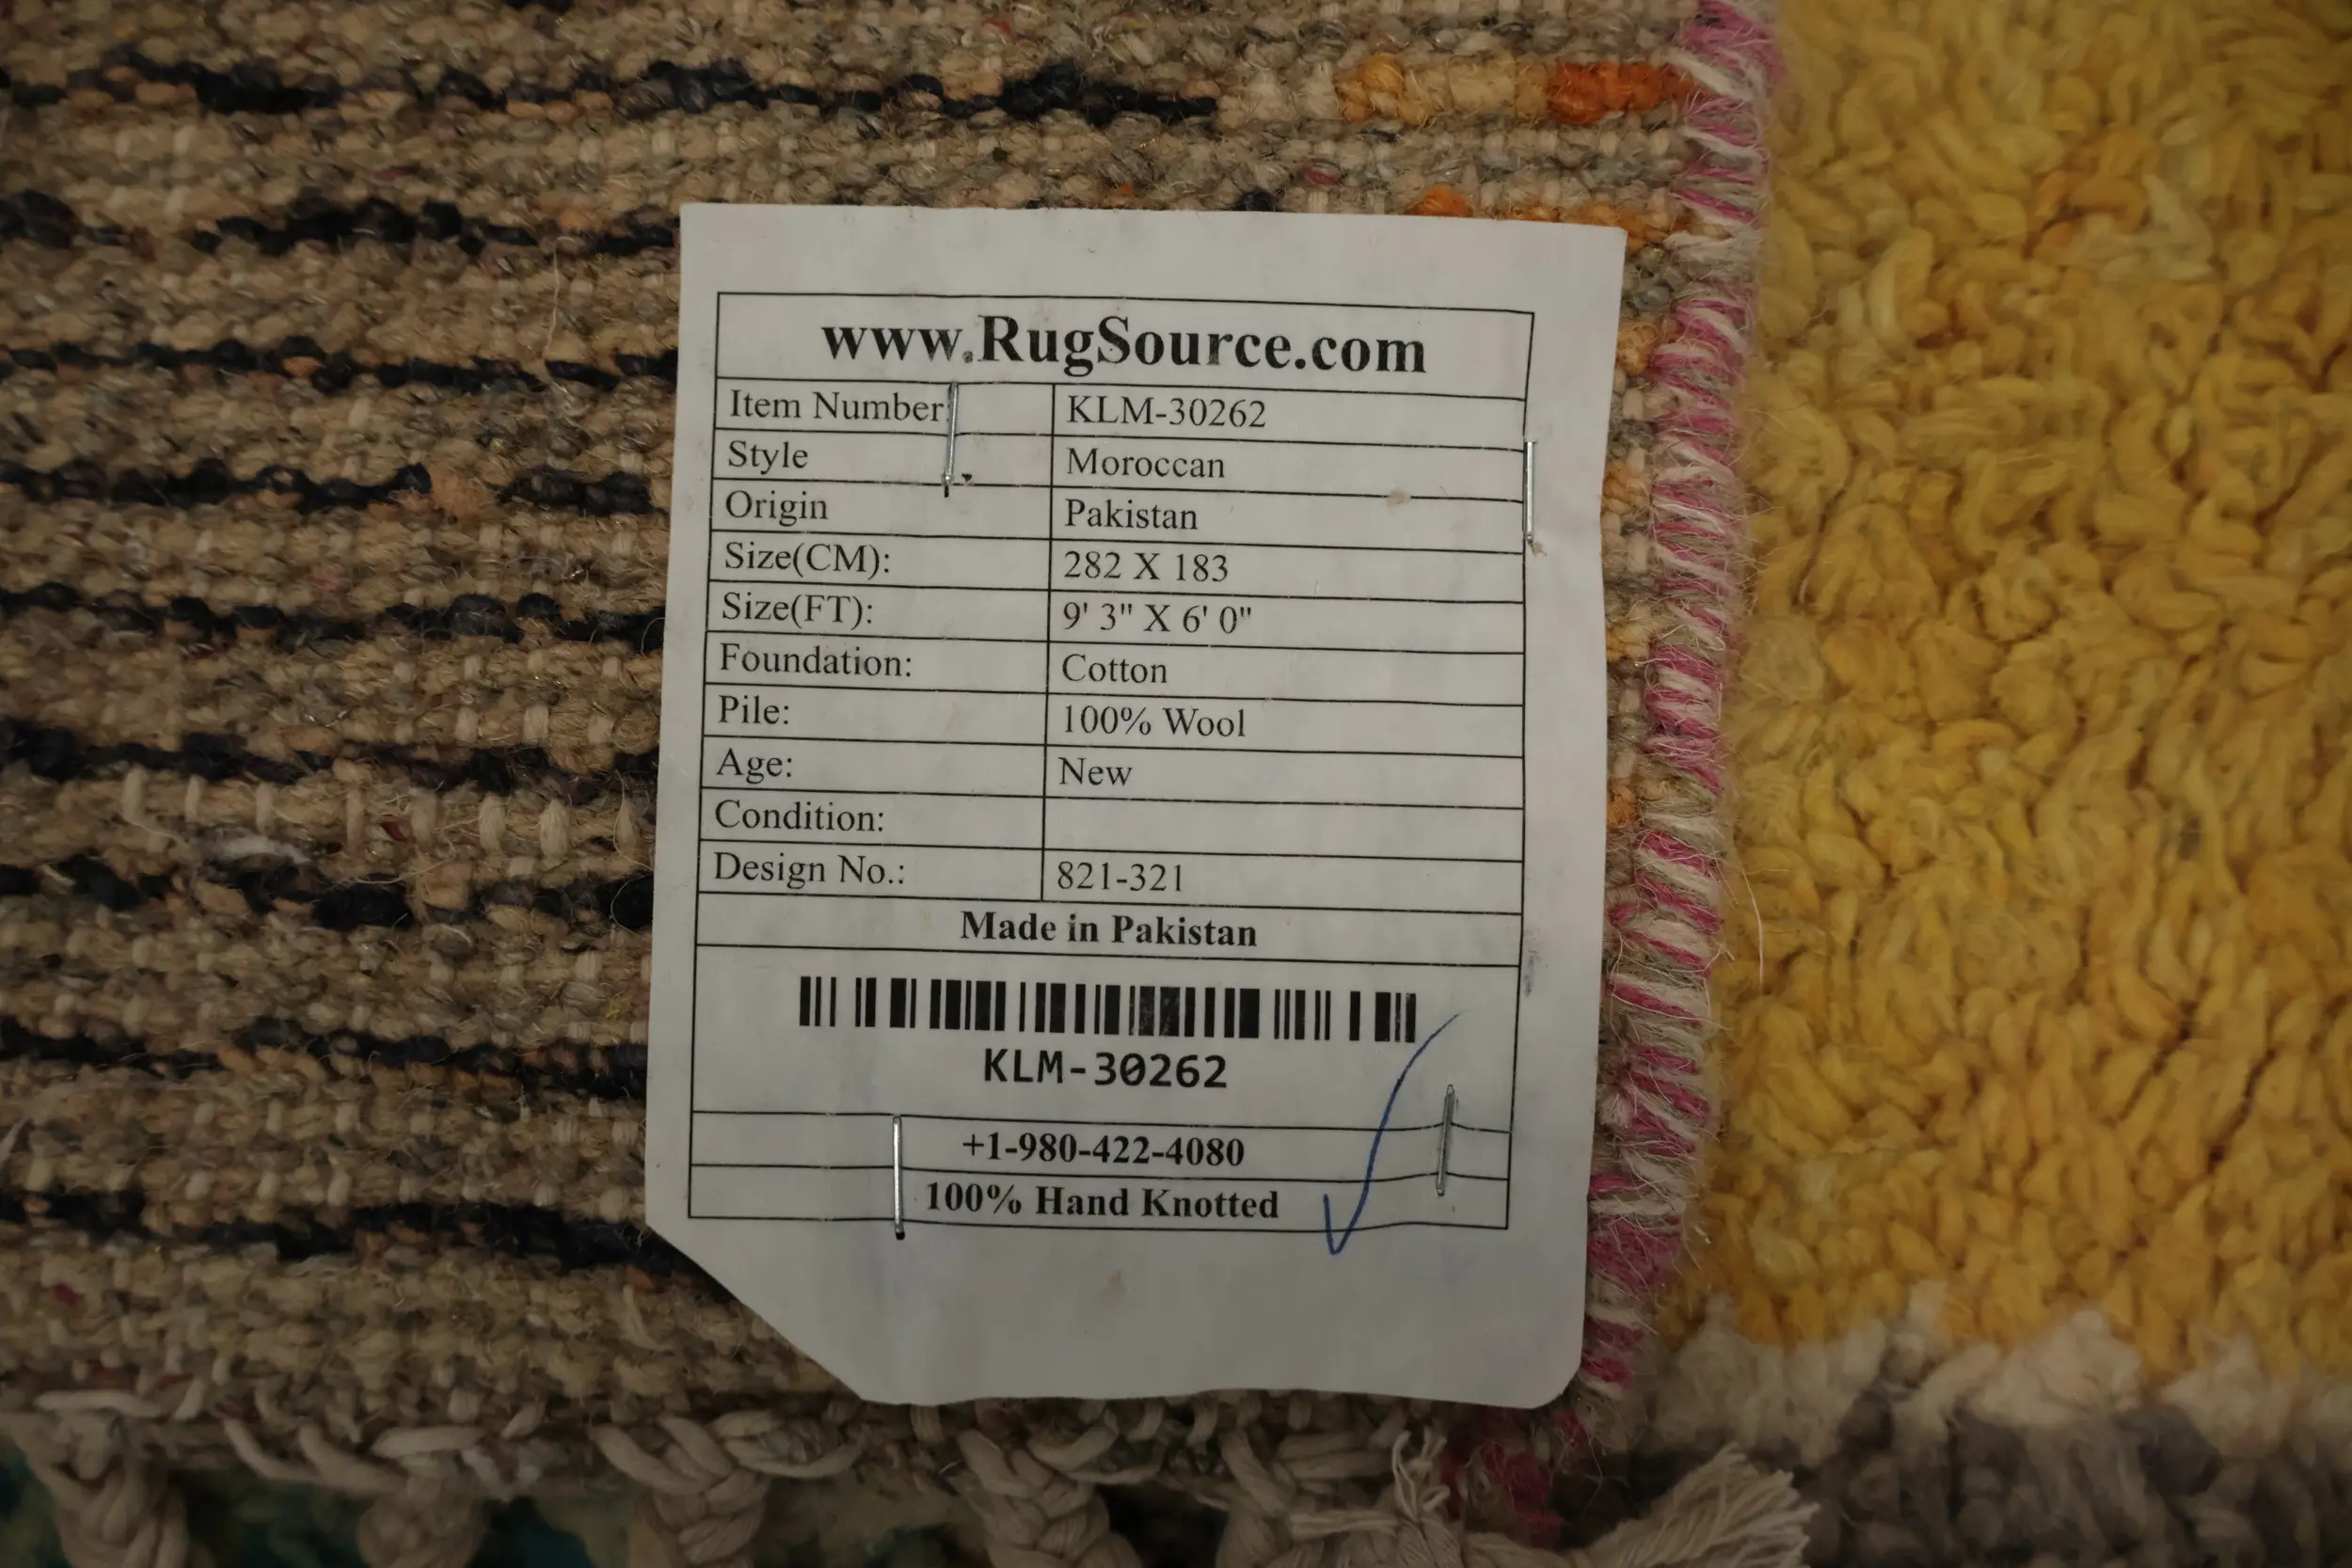 www.RugSource.com
Item Number: KLM-30262
Style Moroccan
Origin Pakistan
Size(CM): 282 X 183
Size(FT): 9' 3" X 6' 0"
Foundation: Cotton
Pile: 100% Wool
Age: New
Condition:
Design No.: 821-321
Made in Pakistan
KLM-30262
+1-980-422-4080
100% Hand Knotted